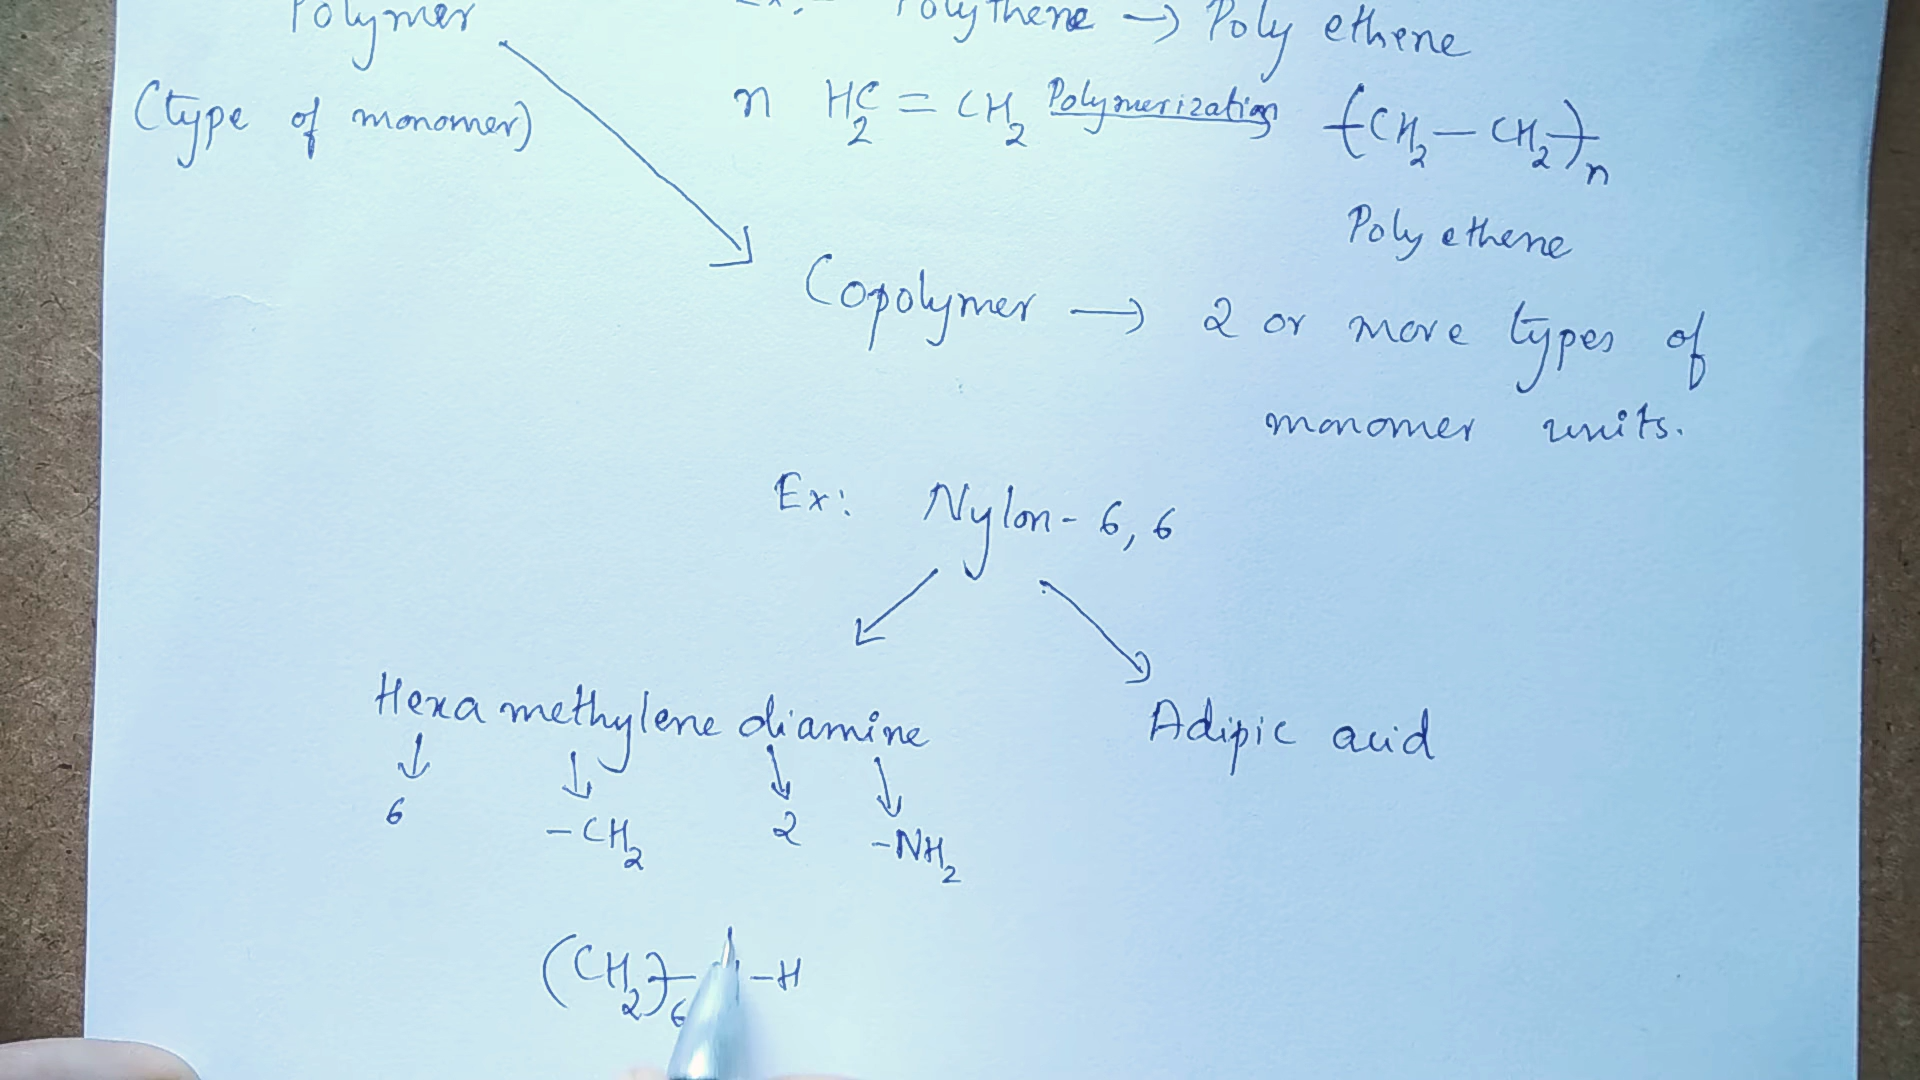 Polymer Ex:- Polythene → Poly ethene
(type of monomer) n H₂C = CH₂ Polymerization (CH₂ — CH₂)n
Poly ethene
Copolymer → 2 or more types of
monomer units.
Ex: Nylon - 6, 6
Hexa methylene diamine Adipic acid
6 -CH₂ 2 -NH₂
(CH₂)₆ — -H